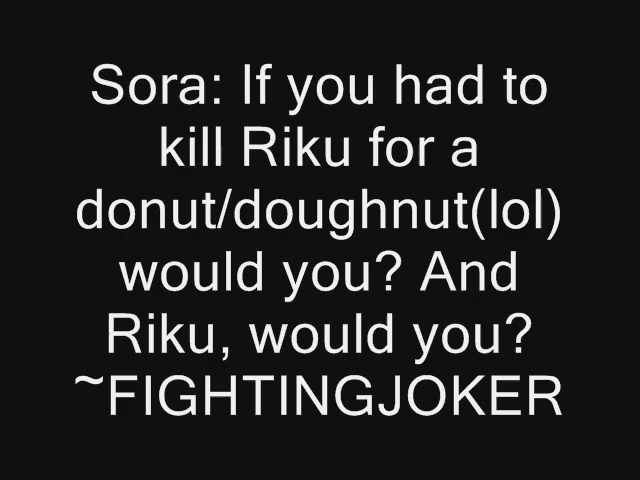 Sora: If you had to
kill Riku for a
donut/doughnut(lol)
would you? And
Riku, would you?
~FIGHTINGJOKER